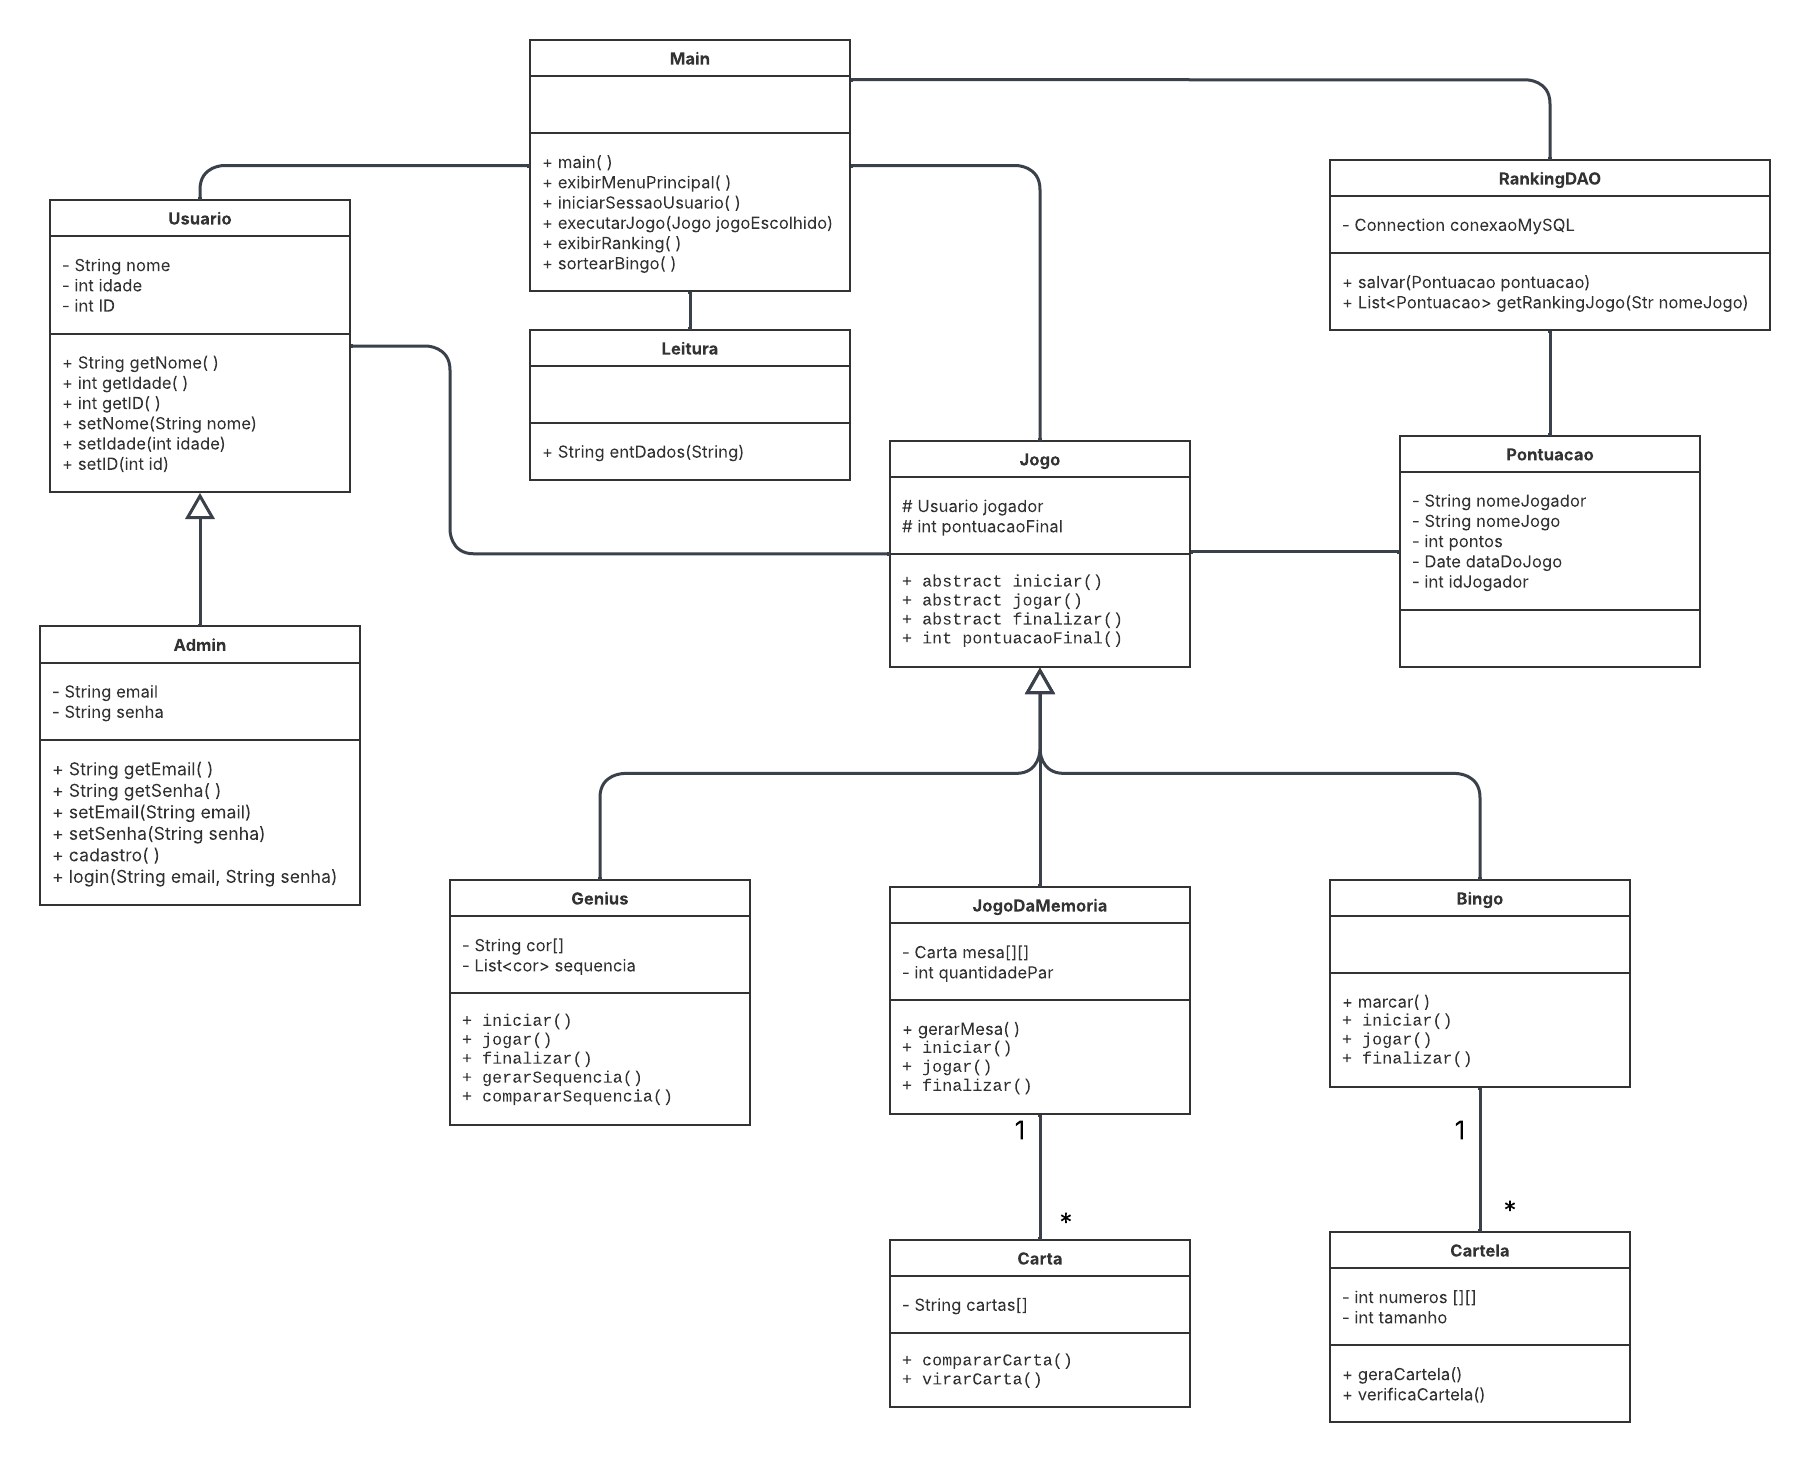 Main
+ main( )
+ exibirMenuPrincipal( )
+ iniciarSessaoUsuario( )
+ executarJogo(Jogo jogoEscolhido)
+ exibirRanking( )
+ sortearBingo( )
RankingDAO
- Connection conexaoMySQL
+ salvar(Pontuacao pontuacao)
+ List<Pontuacao> getRankingJogo(Str nomeJogo)
Usuario
- String nome
- int idade
- int ID
+ String getNome( )
+ int getIdade( )
+ int getID( )
+ setNome(String nome)
+ setIdade(int idade)
+ setID(int id)
Leitura
+ String entDados(String)
Jogo
# Usuario jogador
# int pontuacaoFinal
+ abstract iniciar()
+ abstract jogar()
+ abstract finalizar()
+ int pontuacaoFinal()
Pontuacao
- String nomeJogador
- String nomeJogo
- int pontos
- Date dataDoJogo
- int idJogador
Admin
- String email
- String senha
+ String getEmail( )
+ String getSenha( )
+ setEmail(String email)
+ setSenha(String senha)
+ cadastro( )
+ login(String email, String senha)
Genius
- String cor[]
- List<cor> sequencia
+ iniciar()
+ jogar()
+ finalizar()
+ gerarSequencia()
+ compararSequencia()
JogoDaMemoria
- Carta mesa[][]
- int quantidadePar
+ gerarMesa()
+ iniciar()
+ jogar()
+ finalizar()
Bingo
+ marcar( )
+ iniciar()
+ jogar()
+ finalizar()
1
*
1
*
Carta
- String cartas[]
+ compararCarta()
+ virarCarta()
Cartela
- int numeros [][]
- int tamanho
+ geraCartela()
+ verificaCartela()